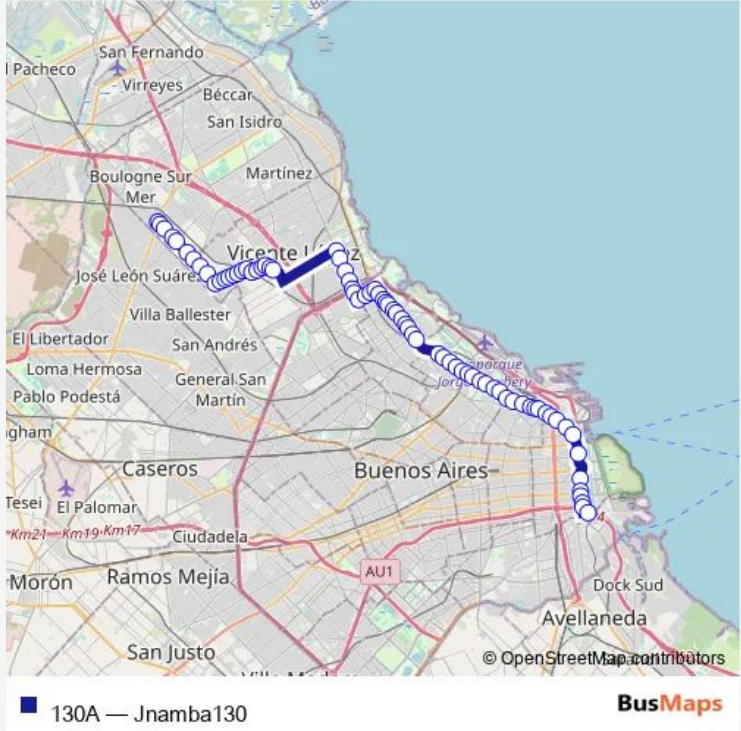 San Fernando
Pacheco
Virreyes
Béccar
San Isidro
Boulogne Sur
Mer
Martínez
Vicente
José León Suáre
Villa Ballester
El Libertador
San Andrés
Loma Hermosa
General San
Martín
Pablo Podestá
gham
Caseros
Buenos Aires
Tesei
El Palomar
Km21 Km19 Km17
Ciudadela
4
AU1
Morón
Ramos Mejía
Dock Sud
Avellaneda
San Justo
© OpenStreetMap contributors
130A — Jnamba130
BusMaps